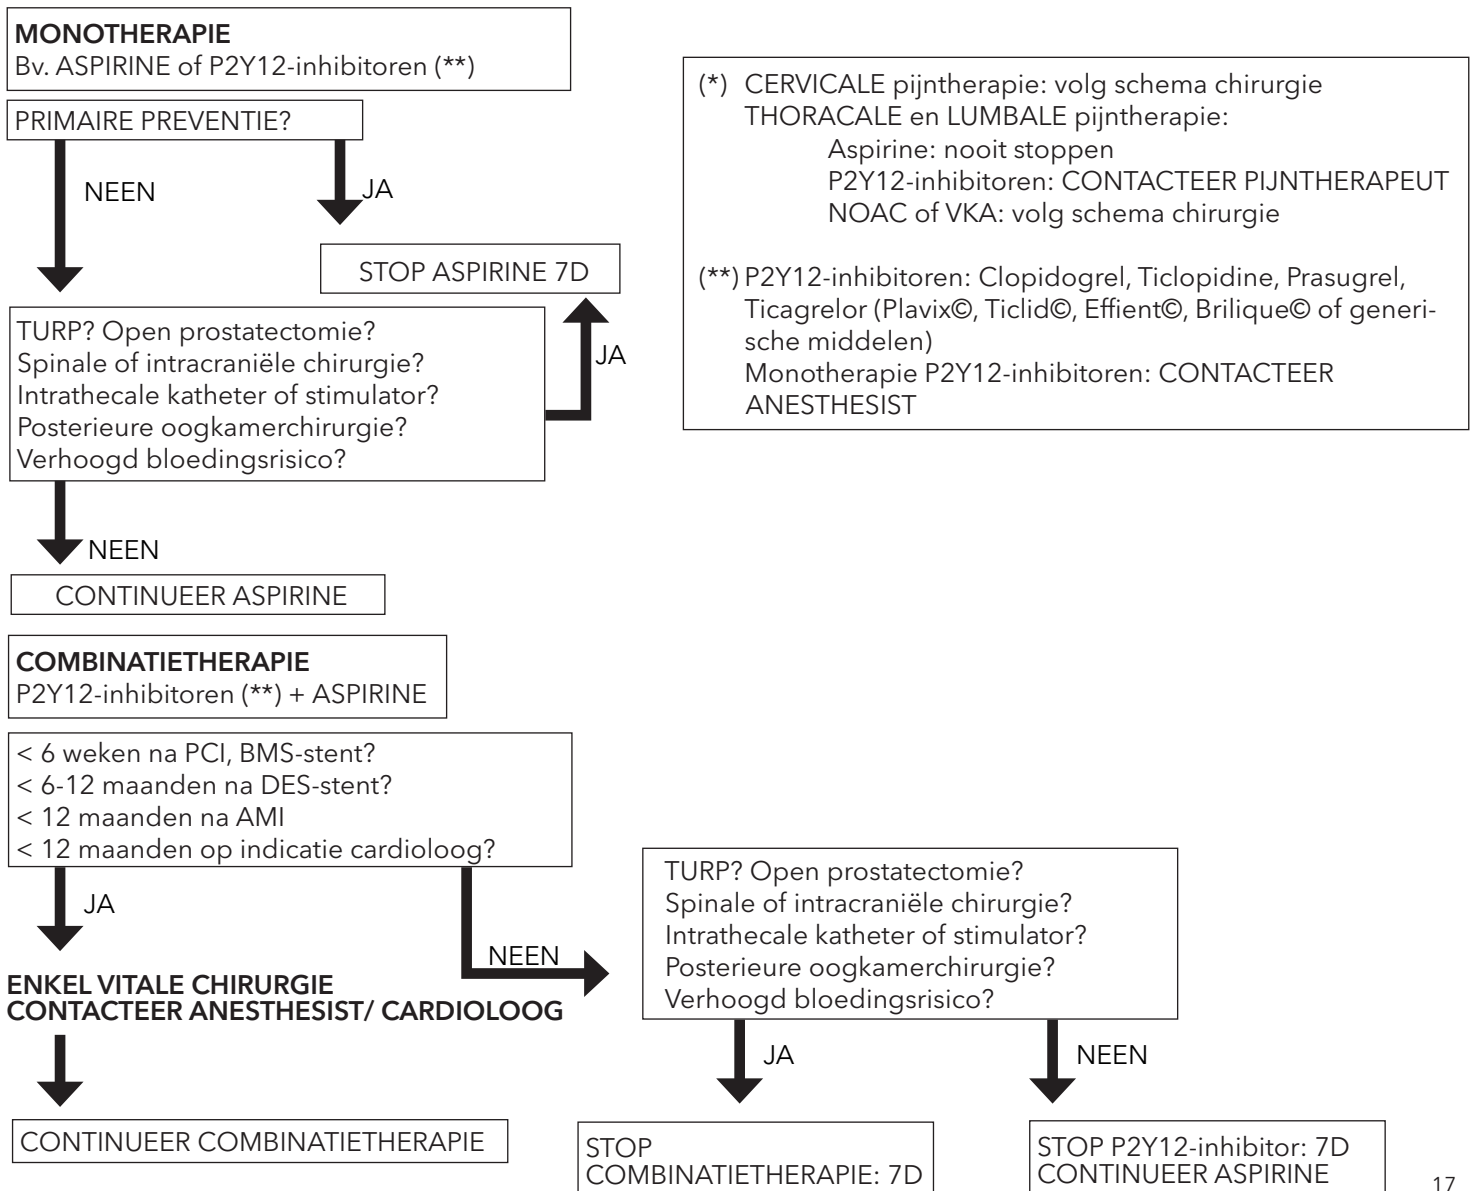 MONOTHERAPIE
Bv. ASPIRINE of P2Y12-inhibitoren (**)
PRIMAIRE PREVENTIE?
NEEN
JA
STOP ASPIRINE 7D
TURP? Open prostatectomie?
Spinale of intracraniële chirurgie?
Intrathecale katheter of stimulator?
Posterieure oogkamerchirurgie?
Verhoogd bloedingsrisico?
JA
NEEN
CONTINUEER ASPIRINE
(*) CERVICALE pijntherapie: volg schema chirurgie
THORACALE en LUMBALE pijntherapie:
Aspirine: nooit stoppen
P2Y12-inhibitoren: CONTACTEER PIJNTHERAPEUT
NOAC of VKA: volg schema chirurgie
(**) P2Y12-inhibitoren: Clopidogrel, Ticlopidine, Prasugrel,
Ticagrelor (Plavix©, Ticlid©, Effient©, Brilique© of generi-
sche middelen)
Monotherapie P2Y12-inhibitoren: CONTACTEER
ANESTHESIST
COMBINATIETHERAPIE
P2Y12-inhibitoren (**) + ASPIRINE
< 6 weken na PCI, BMS-stent?
< 6-12 maanden na DES-stent?
< 12 maanden na AMI
< 12 maanden op indicatie cardioloog?
JA
NEEN
ENKEL VITALE CHIRURGIE
CONTACTEER ANESTHESIST/ CARDIOLOOG
CONTINUEER COMBINATIETHERAPIE
TURP? Open prostatectomie?
Spinale of intracraniële chirurgie?
Intrathecale katheter of stimulator?
Posterieure oogkamerchirurgie?
Verhoogd bloedingsrisico?
JA
NEEN
STOP
COMBINATIETHERAPIE: 7D
STOP P2Y12-inhibitor: 7D
CONTINUEER ASPIRINE
17